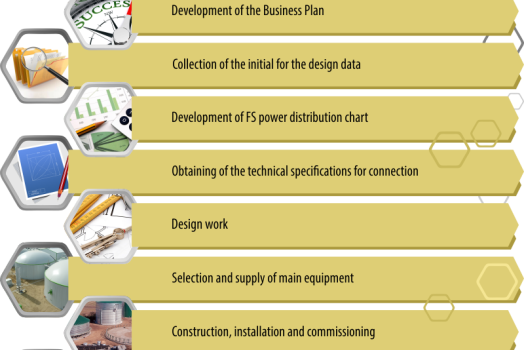 SUCCESS
Development of the Business Plan
Collection of the initial for the design data
Development of FS power distribution chart
Obtaining of the technical specifications for connection
Design work
Selection and supply of main equipment
Construction, installation and commissioning